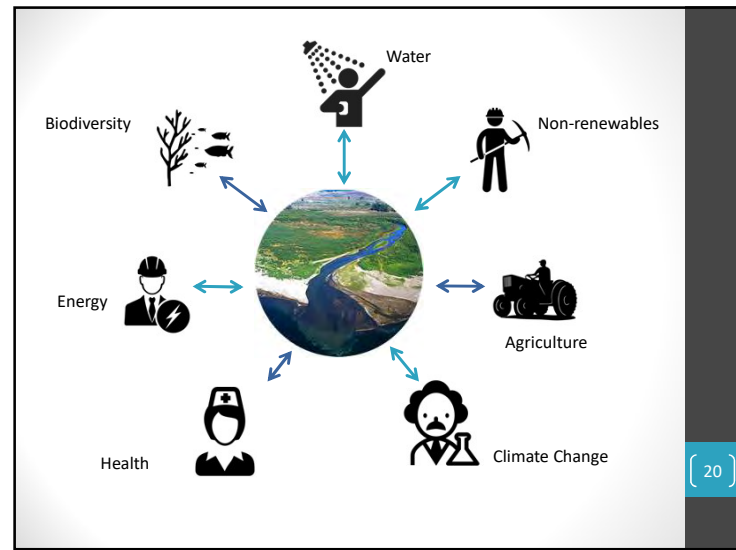 Water
Biodiversity
Non-renewables
Energy
Agriculture
Health
Climate Change
20